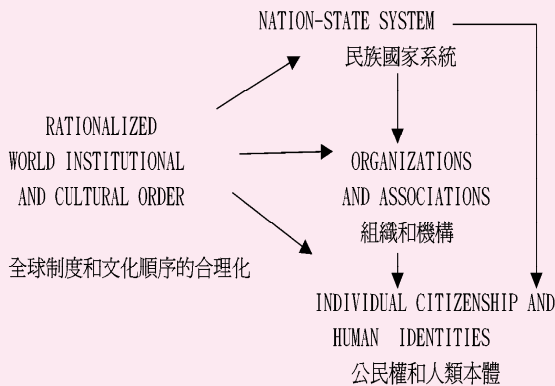 NATION-STATE SYSTEM
民族國家系統
RATIONALIZED
WORLD INSTITUTIONAL
AND CULTURAL ORDER
全球制度和文化順序的合理化
ORGANIZATIONS
AND ASSOCIATIONS
組織和機構
INDIVIDUAL CITIZENSHIP AND
HUMAN IDENTITIES
公民權和人類本體